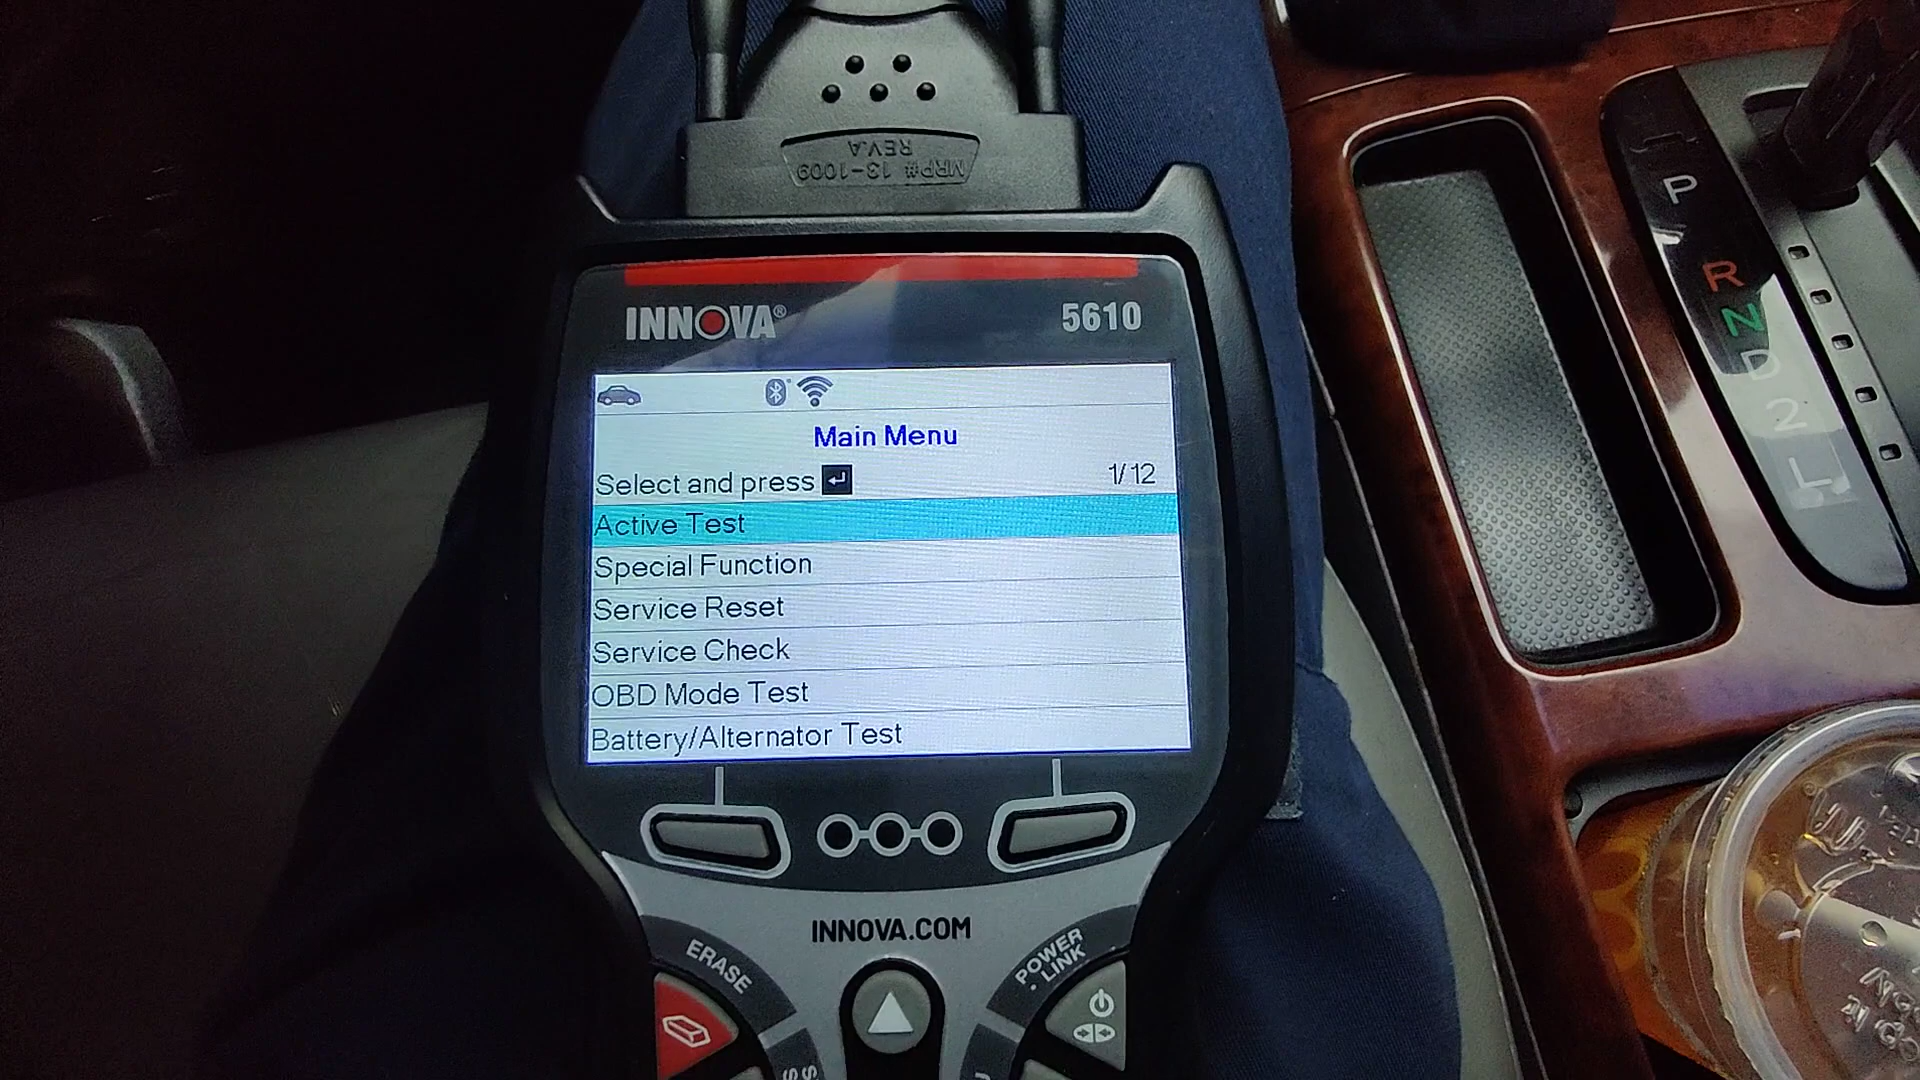 MRP# 13-1009
REV.A
INNOVA® 5610
Main Menu
Select and press 1/12
Active Test
Special Function
Service Reset
Service Check
OBD Mode Test
Battery/Alternator Test
INNOVA.COM
ERASE
POWER
LINK
P
R
N
D
2
L